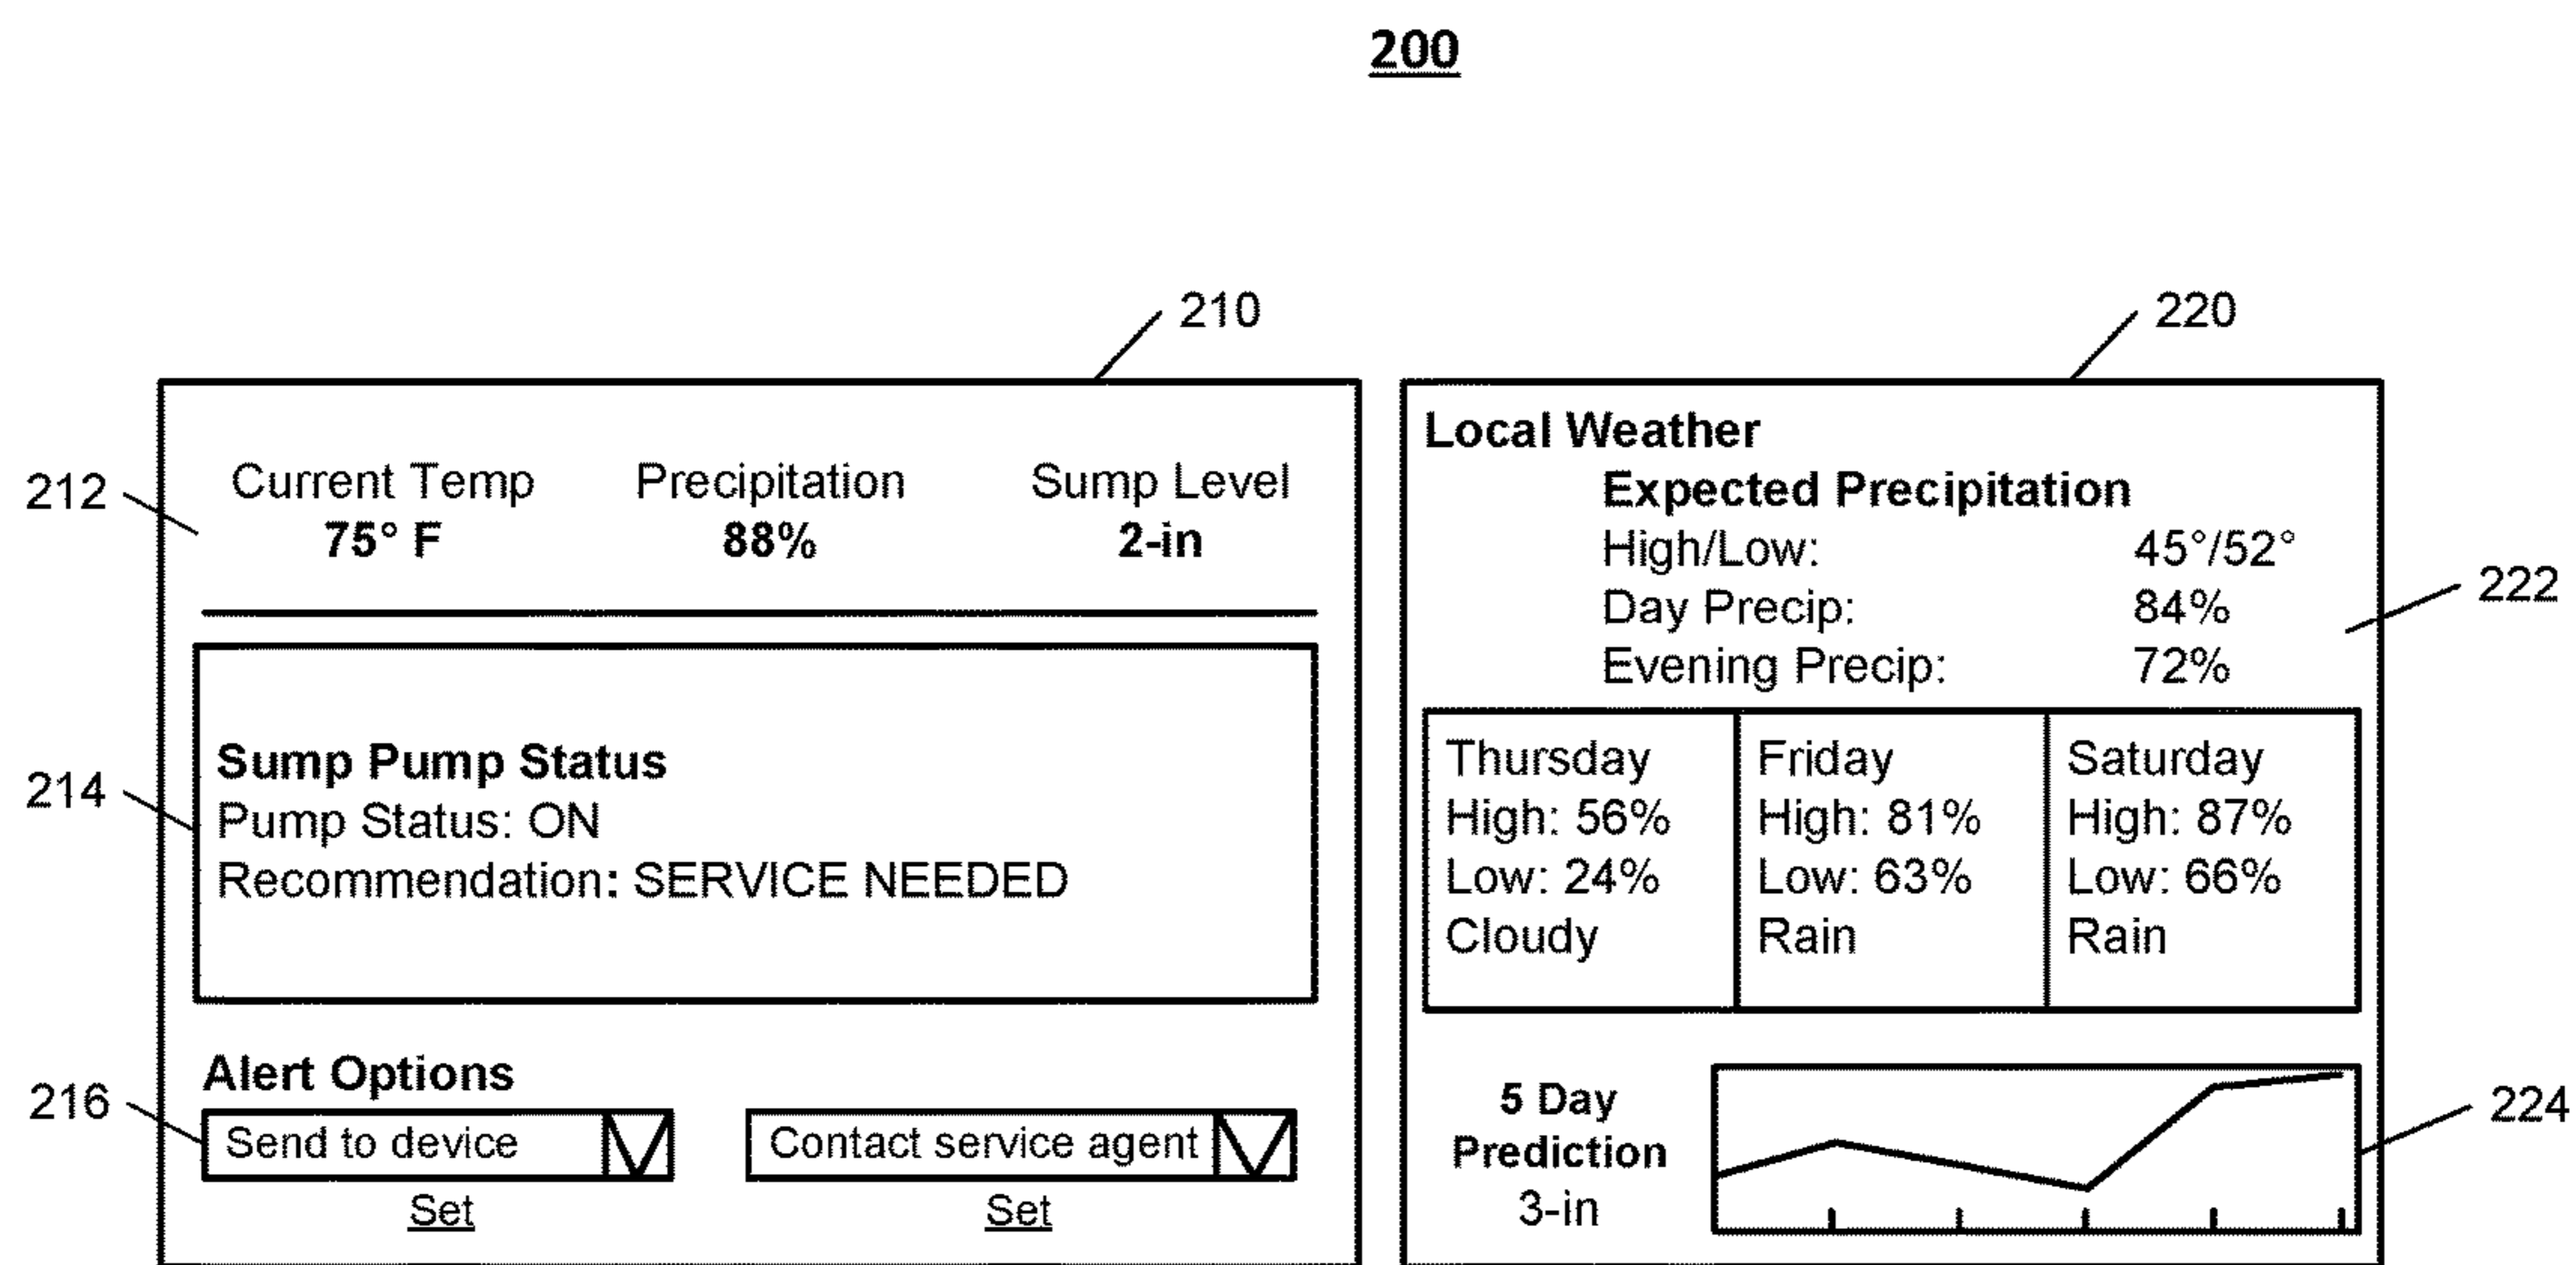 200
210
220
212
Current Temp Precipitation Sump Level
75° F 88% 2-in
214
Sump Pump Status
Pump Status: ON
Recommendation: SERVICE NEEDED
Alert Options
216
Send to device Contact service agent
Set Set
Local Weather
Expected Precipitation
High/Low: 45°/52°
222
Day Precip: 84%
Evening Precip: 72%
Thursday Friday Saturday
High: 56% High: 81% High: 87%
Low: 24% Low: 63% Low: 66%
Cloudy Rain Rain
5 Day
Prediction
3-in
224